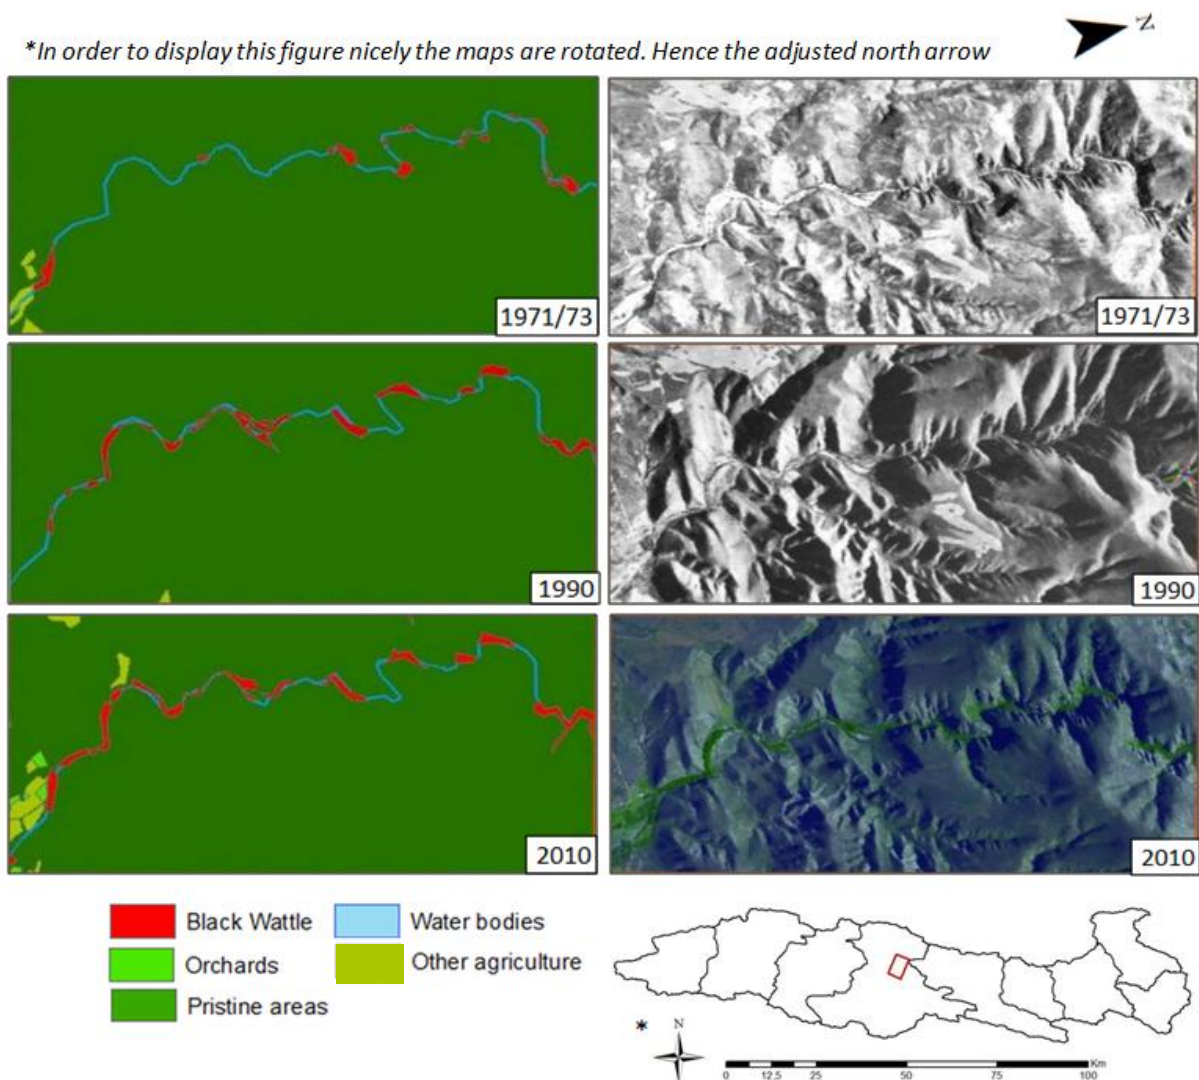 N
*In order to display this figure nicely the maps are rotated. Hence the adjusted north arrow
1971/73
1971/73
1990
1990
2010
2010
Black Wattle
Water bodies
Orchards
Other agriculture
Pristine areas
*
N
Km
0 12.5 25 50 75 100